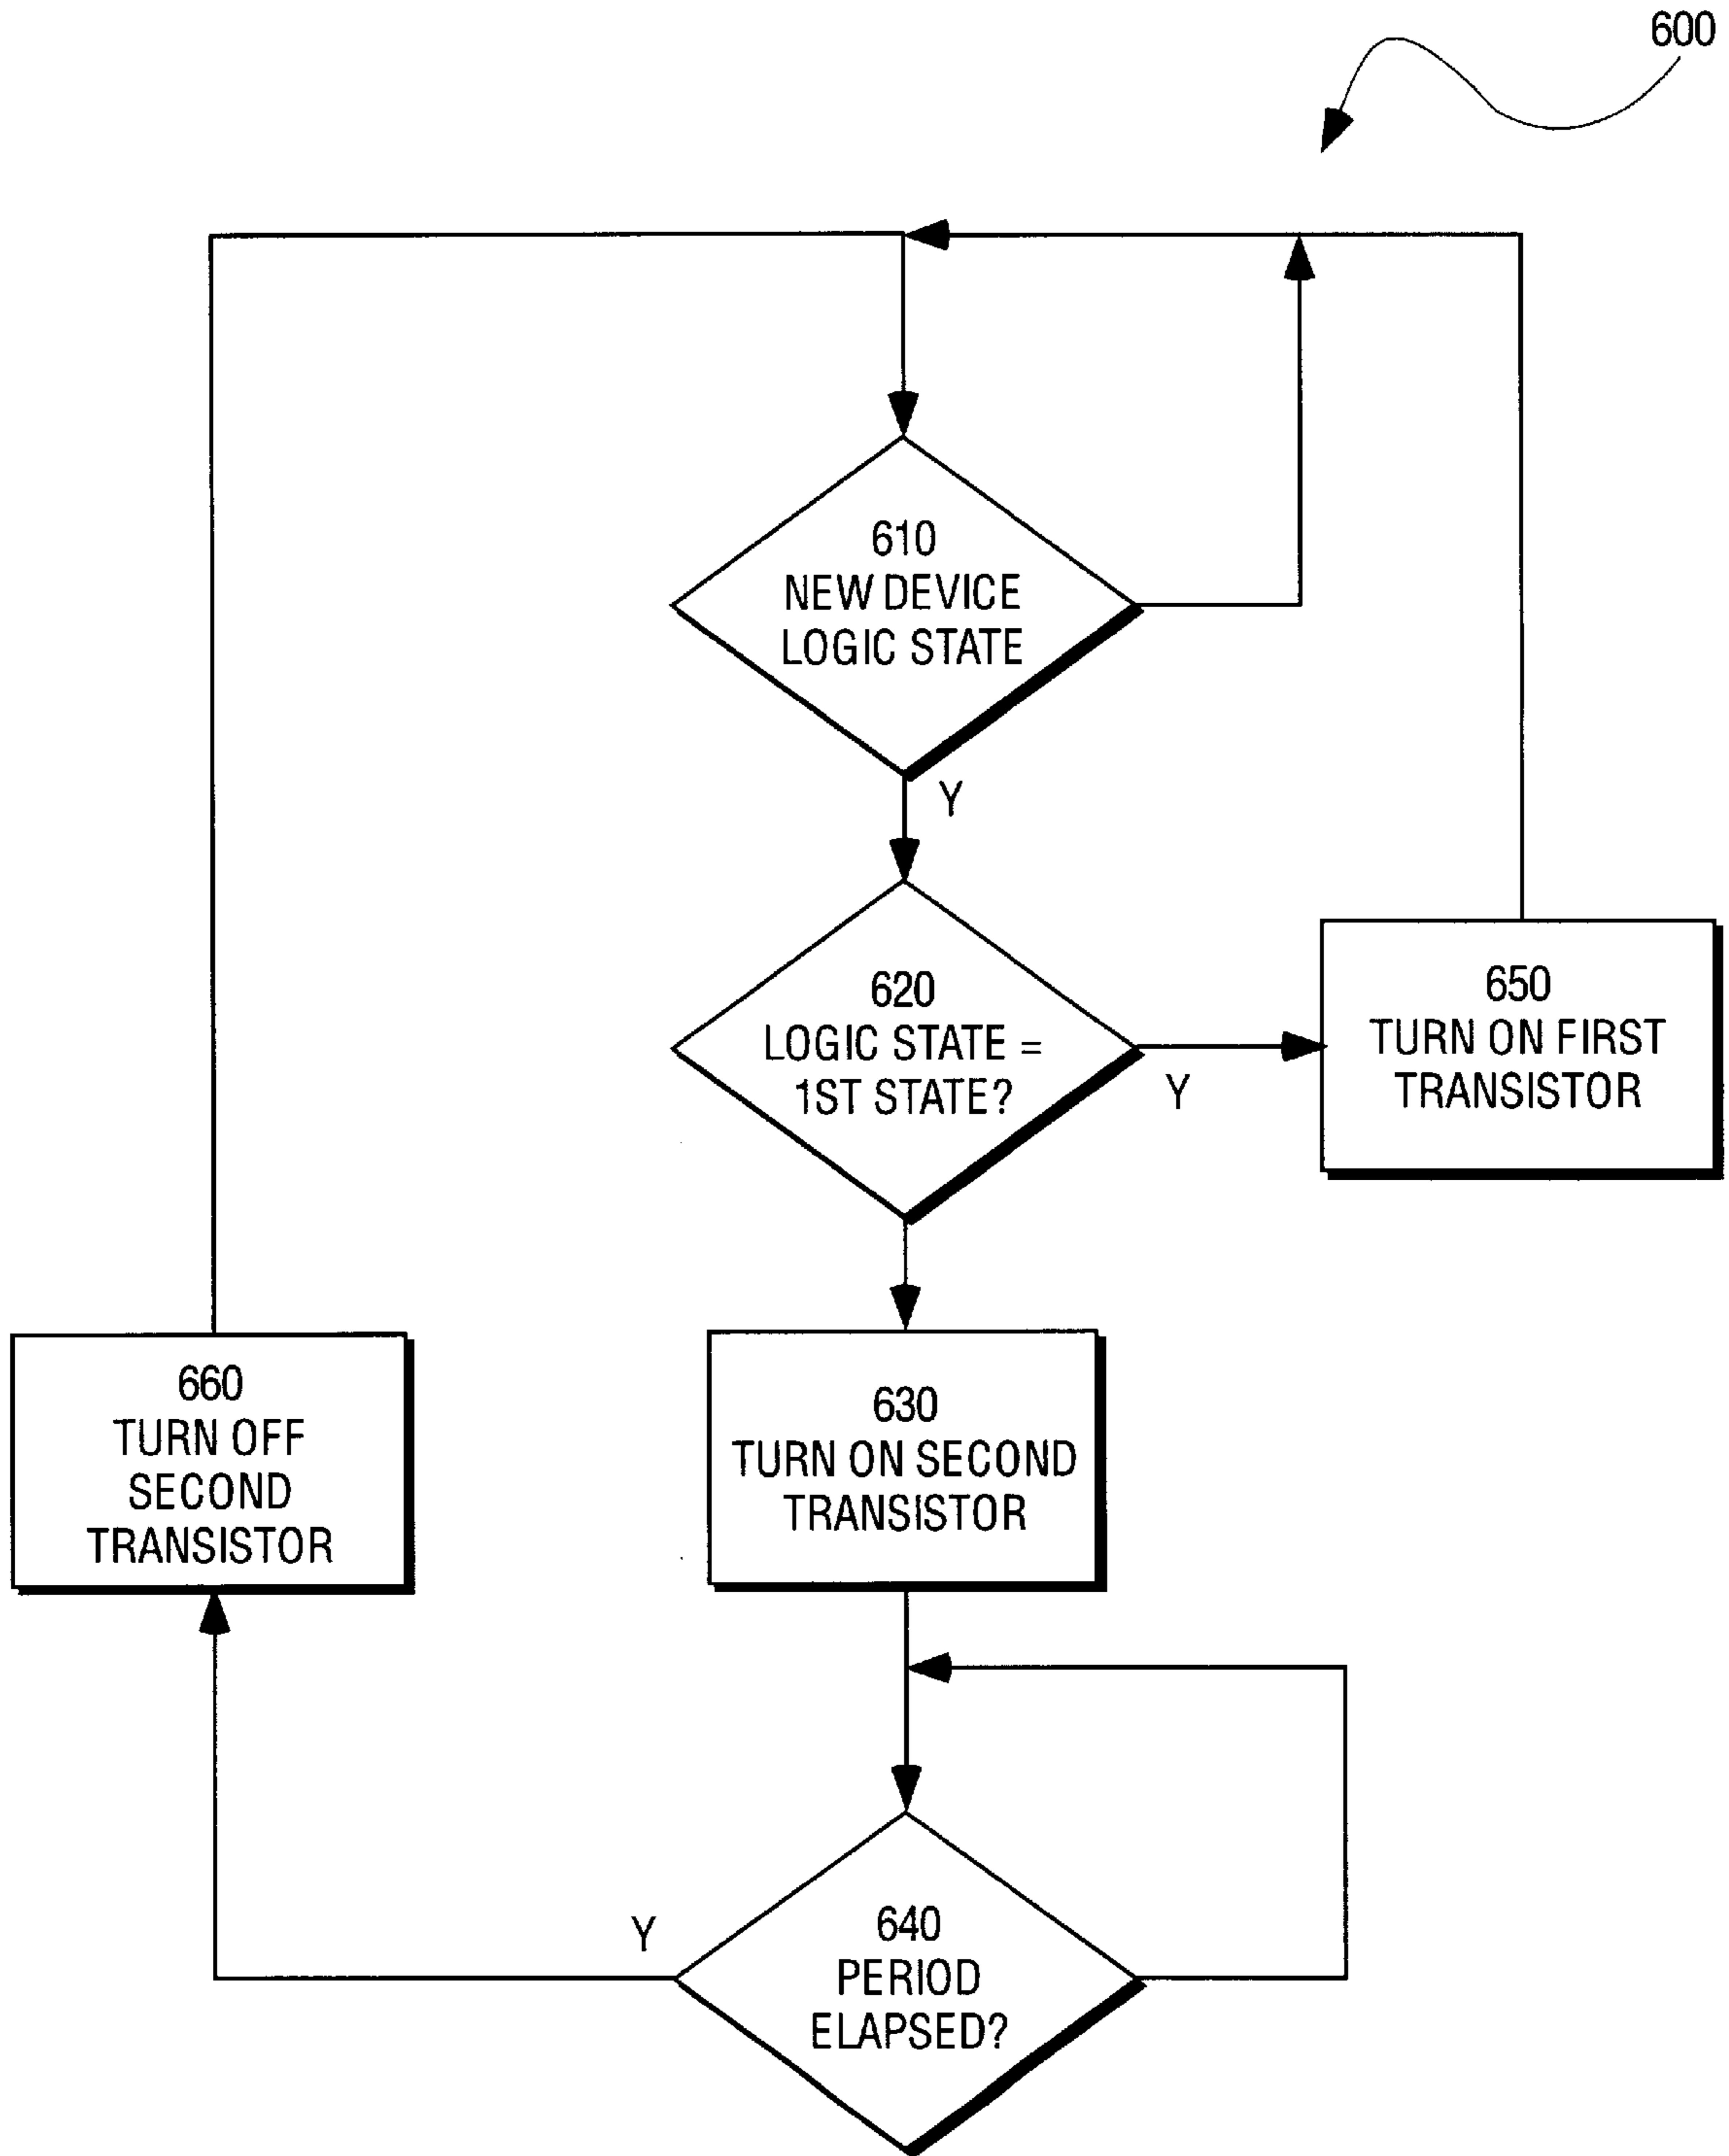 600
610
NEW DEVICE
LOGIC STATE
Y
620
LOGIC STATE =
1ST STATE?
Y
650
TURN ON FIRST
TRANSISTOR
630
TURN ON SECOND
TRANSISTOR
660
TURN OFF
SECOND
TRANSISTOR
640
PERIOD
ELAPSED?
Y